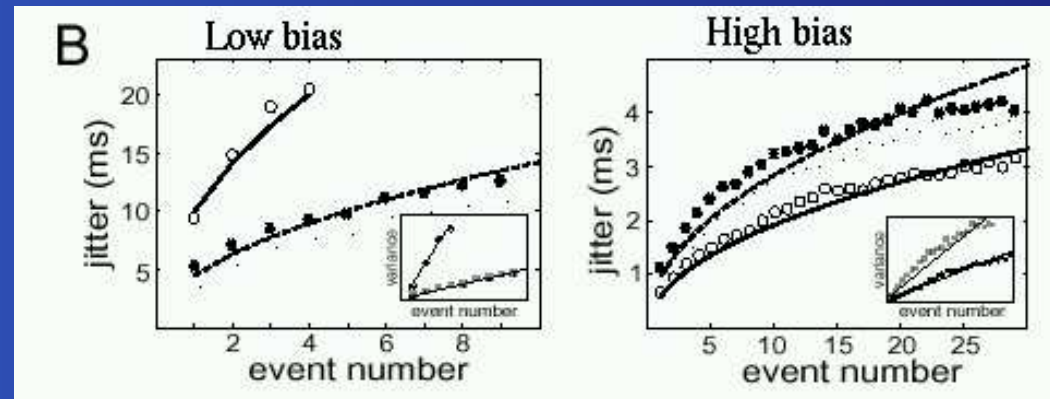 B
Low bias
jitter (ms)
20
15
10
5
2
4
6
8
event number
variance
event number
High bias
jitter (ms)
4
3
2
1
5
10
15
20
25
event number
variance
event number